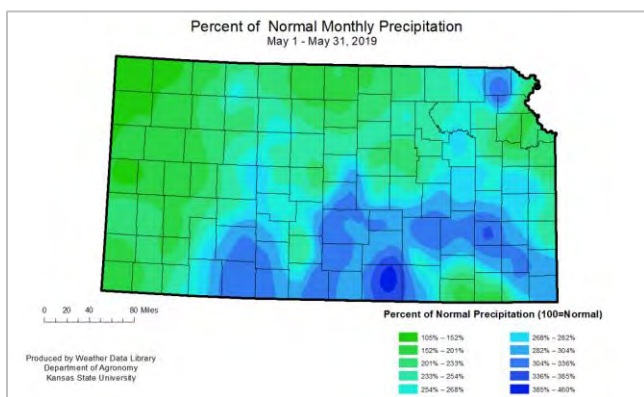 Percent of Normal Monthly Precipitation
May 1 - May 31, 2019
0 20 40 80 Miles
Percent of Normal Precipitation (100=Normal)
105% - 152%
152% - 201%
201% - 233%
233% - 254%
254% - 268%
268% - 282%
282% - 304%
304% - 336%
336% - 385%
385% - 460%
Produced by Weather Data Library
Department of Agronomy
Kansas State University